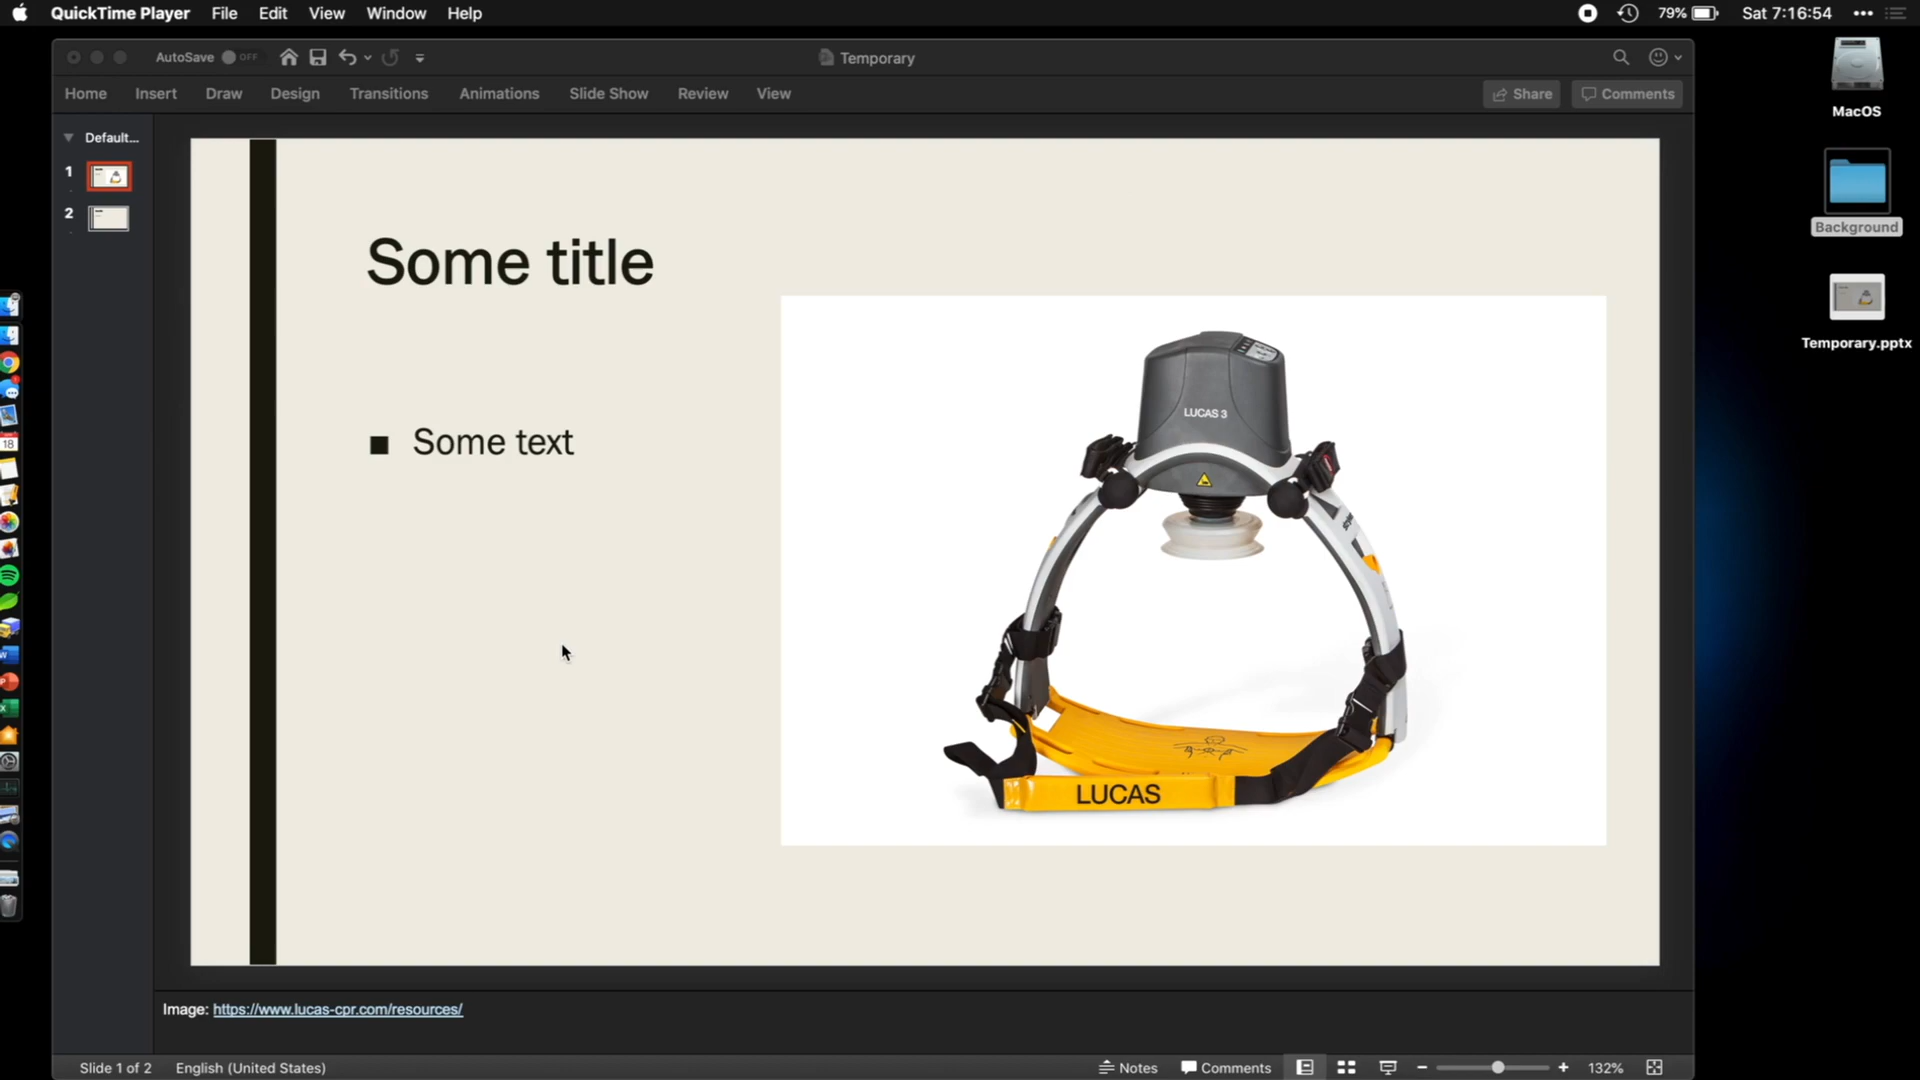 QuickTime Player File Edit View Window Help
79% Sat 7:16:54
AutoSave OFF
Temporary
Home Insert Draw Design Transitions Animations Slide Show Review View
Share Comments
Default...
1
2
Some title
■ Some text
LUCAS 3
stryker
LUCAS
MacOS
Background
Temporary.pptx
18
Image: https://www.lucas-cpr.com/resources/
Slide 1 of 2 English (United States)
Notes Comments 132%